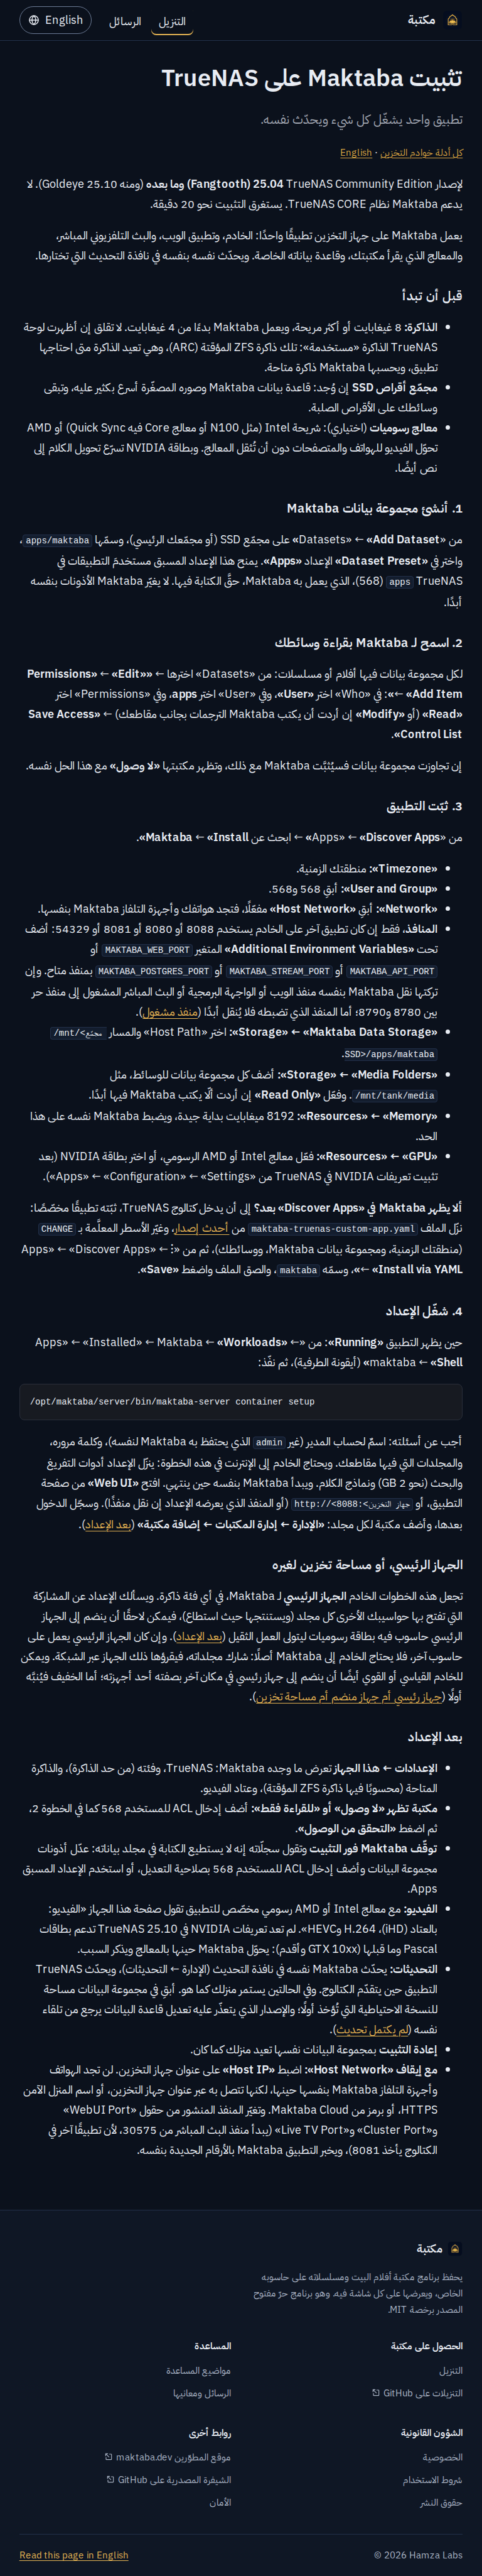 مكتبة
التنزيل
الرسائل
English
تثبيت Maktaba على TrueNAS
تطبيق واحد يشغّل كل شيء ويحدّث نفسه.
كل أدلة خوادم التخزين · English
لإصدار TrueNAS Community Edition 25.04 (Fangtooth) وما بعده (ومنه 25.10 Goldeye). لا
يدعم Maktaba نظام TrueNAS CORE. يستغرق التثبيت نحو 20 دقيقة.
يعمل Maktaba على جهاز التخزين تطبيقًا واحدًا: الخادم، وتطبيق الويب، والبث التلفزيوني المباشر،
والمعالج الذي يقرأ مكتبتك، وقاعدة بياناته الخاصة. ويحدّث نفسه بنفسه في نافذة التحديث التي تختارها.
قبل أن تبدأ
الذاكرة: 8 غيغابايت أو أكثر مريحة، ويعمل Maktaba بدءًا من 4 غيغابايت. لا تقلق إن أظهرت لوحة
TrueNAS الذاكرة «مستخدمة»: تلك ذاكرة ZFS المؤقتة (ARC)، وهي تعيد الذاكرة متى احتاجها
تطبيق، ويحسبها Maktaba ذاكرة متاحة.
مجمّع أقراص SSD إن وُجد: قاعدة بيانات Maktaba وصوره المصغّرة أسرع بكثير عليه، وتبقى
وسائطك على الأقراص الصلبة.
معالج رسوميات (اختياري): شريحة Intel (مثل N100 أو معالج Core فيه Quick Sync) أو AMD
تحوّل الفيديو للهواتف والمتصفحات دون أن تُثقل المعالج. وبطاقة NVIDIA تسرّع تحويل الكلام إلى
نص أيضًا.
1. أنشئ مجموعة بيانات Maktaba
من «Datasets» ← «Add Dataset» على مجمّع SSD (أو مجمّعك الرئيسي)، وسمّها apps/maktaba،
واختر في «Dataset Preset» الإعداد «Apps». يمنح هذا الإعداد المسبق مستخدمَ التطبيقات في
TrueNAS apps (568)، الذي يعمل به Maktaba، حقَّ الكتابة فيها. لا يغيّر Maktaba الأذونات بنفسه
أبدًا.
2. اسمح لـ Maktaba بقراءة وسائطك
لكل مجموعة بيانات فيها أفلام أو مسلسلات: من «Datasets» اخترها ← «Edit» ← «Permissions»
← «Add Item»: في «Who» اختر «User»، وفي «User» اختر apps، وفي «Permissions» اختر
«Read» (أو «Modify» إن أردت أن يكتب Maktaba الترجمات بجانب مقاطعك) ← «Save Access
Control List».
إن تجاوزت مجموعة بيانات فسيُثبَّت Maktaba مع ذلك، وتظهر مكتبتها «لا وصول» مع هذا الحل نفسه.
3. ثبّت التطبيق
من «Apps» ← «Discover Apps» ← ابحث عن Maktaba ← «Install».
«Timezone»: منطقتك الزمنية.
«User and Group»: أبقِ 568 و568.
«Network»: أبقِ «Host Network» مفعّلًا، فتجد هواتفك وأجهزة التلفاز Maktaba بنفسها.
المنافذ، فقط إن كان تطبيق آخر على الخادم يستخدم 8088 أو 8080 أو 8081 أو 54329: أضف
تحت «Additional Environment Variables» المتغير MAKTABA_WEB_PORT أو
MAKTABA_API_PORT أو MAKTABA_STREAM_PORT أو MAKTABA_POSTGRES_PORT بمنفذ متاح. وإن
تركتها نقل Maktaba بنفسه منفذ الويب أو الواجهة البرمجية أو البث المباشر المشغول إلى منفذ حر
بين 8780 و8790؛ أما المنفذ الذي تضبطه فلا يُنقل أبدًا (منفذ مشغول).
«Storage» ← «Maktaba Data Storage»: اختر «Host Path» والمسار /mnt/<مجمّع
SSD>/apps/maktaba.
«Storage» ← «Media Folders»: أضف كل مجموعة بيانات للوسائط، مثل
/mnt/tank/media، وفعّل «Read Only» إن أردت ألّا يكتب Maktaba فيها أبدًا.
«Resources» ← «Memory»: 8192 ميغابايت بداية جيدة، ويضبط Maktaba نفسه على هذا
الحد.
«Resources» ← «GPU»: فعّل معالج Intel أو AMD الرسومي، أو اختر بطاقة NVIDIA (بعد
تثبيت تعريفات NVIDIA في TrueNAS من «Apps» ← «Configuration» ← «Settings»).
ألا يظهر Maktaba في «Discover Apps» بعد؟ إلى أن يدخل كتالوج TrueNAS، ثبّته تطبيقًا مخصّصًا:
نزّل الملف maktaba-truenas-custom-app.yaml من أحدث إصدار، وغيّر الأسطر المعلَّمة بـ CHANGE
(منطقتك الزمنية، ومجموعة بيانات Maktaba، ووسائطك)، ثم من «Apps» ← «Discover Apps» ← «⋮»
← «Install via YAML»، وسمّه maktaba، والصق الملف واضغط «Save».
4. شغّل الإعداد
حين يظهر التطبيق «Running»: من «Apps» ← «Installed» ← Maktaba ← «Workloads» ←
maktaba ← «Shell» (أيقونة الطرفية)، ثم نفّذ:
/opt/maktaba/server/bin/maktaba-server container setup
أجب عن أسئلته: اسمٌ لحساب المدير (غير admin الذي يحتفظ به Maktaba لنفسه)، وكلمة مروره،
والمجلدات التي فيها مقاطعك. ويحتاج الخادم إلى الإنترنت في هذه الخطوة: ينزّل الإعداد أدوات التفريغ
والبحث (نحو 2 GB) ونماذج الكلام. ويبدأ Maktaba بنفسه حين ينتهي. افتح «Web UI» من صفحة
التطبيق، أو http://<جهاز التخزين>:8088 (أو المنفذ الذي يعرضه الإعداد إن نقل منفذًا). وسجّل الدخول
بعدها، وأضف مكتبة لكل مجلد: «الإدارة ← إدارة المكتبات ← إضافة مكتبة» (بعد الإعداد).
الجهاز الرئيسي، أو مساحة تخزين لغيره
تجعل هذه الخطوات الخادم الجهاز الرئيسي لـ Maktaba، في أي فئة ذاكرة. ويسألك الإعداد عن المشاركة
التي تفتح بها حواسيبك الأخرى كل مجلد (ويستنتجها حيث استطاع)، فيمكن لاحقًا أن ينضم إلى الجهاز
الرئيسي حاسوب فيه بطاقة رسوميات ليتولى العمل الثقيل (بعد الإعداد). وإن كان الجهاز الرئيسي يعمل على
حاسوب آخر، فلا يحتاج الخادم إلى Maktaba أصلًا: شارك مجلداته، فيقرؤها ذلك الجهاز عبر الشبكة. ويمكن
للخادم القياسي أو القوي أيضًا أن ينضم إلى جهاز رئيسي في مكان آخر بصفته أحد أجهزته؛ أما الخفيف فيُنبَّه
أولًا (جهاز رئيسي أم جهاز منضم أم مساحة تخزين).
بعد الإعداد
الإعدادات ← هذا الجهاز تعرض ما وجده Maktaba: TrueNAS، وفئته (من حد الذاكرة)، والذاكرة
المتاحة (محسوبًا فيها ذاكرة ZFS المؤقتة)، وعتاد الفيديو.
مكتبة تظهر «لا وصول» أو «للقراءة فقط»: أضف إدخال ACL للمستخدم 568 كما في الخطوة 2،
ثم اضغط «التحقق من الوصول».
توقّف Maktaba فور التثبيت وتقول سجلّاته إنه لا يستطيع الكتابة في مجلد بياناته: عدّل أذونات
مجموعة البيانات وأضف إدخال ACL للمستخدم 568 بصلاحية التعديل، أو استخدم الإعداد المسبق
Apps.
الفيديو: مع معالج Intel أو AMD رسومي مخصّص للتطبيق تقول صفحة هذا الجهاز «الفيديو:
بالعتاد (iHD)، H.264 وHEVC». لم تعد تعريفات NVIDIA في TrueNAS 25.10 تدعم بطاقات
Pascal وما قبلها (GTX 10xx وأقدم): يحوّل Maktaba حينها بالمعالج ويذكر السبب.
التحديثات: يحدّث Maktaba نفسه في نافذة التحديث (الإدارة ← التحديثات)، ويحدّث TrueNAS
التطبيق حين يتقدّم الكتالوج. وفي الحالتين يستمر منزلك كما هو. أبقِ في مجموعة البيانات مساحة
للنسخة الاحتياطية التي تُؤخذ أولًا؛ والإصدار الذي يتعذّر عليه تعديل قاعدة البيانات يرجع من تلقاء
نفسه (لم يكتمل تحديث).
إعادة التثبيت بمجموعة البيانات نفسها تعيد منزلك كما كان.
مع إيقاف «Host Network»: اضبط «Host IP» على عنوان جهاز التخزين. لن تجد الهواتف
وأجهزة التلفاز Maktaba بنفسها حينها، لكنها تتصل به عبر عنوان جهاز التخزين، أو اسم المنزل الآمن
HTTPS، أو برمز من Maktaba Cloud. وتغيّر المنفذ المنشور من حقول «WebUI Port»
و«Cluster Port» و«Live TV Port» (يبدأ منفذ البث المباشر من 30575، لأن تطبيقًا آخر في
الكتالوج يأخذ 8081)، ويخبر التطبيق Maktaba بالأرقام الجديدة بنفسه.
مكتبة
يحفظ برنامج مكتبة أفلام البيت ومسلسلاته على حاسوبه
الخاص، ويعرضها على كل شاشة فيه. وهو برنامج حرّ مفتوح
المصدر برخصة MIT.
الحصول على مكتبة
التنزيل
التنزيلات على GitHub
المساعدة
مواضيع المساعدة
الرسائل ومعانيها
الشؤون القانونية
الخصوصية
شروط الاستخدام
حقوق النشر
روابط أخرى
موقع المطوّرين maktaba.dev
الشيفرة المصدرية على GitHub
الأمان
© 2026 Hamza Labs
Read this page in English